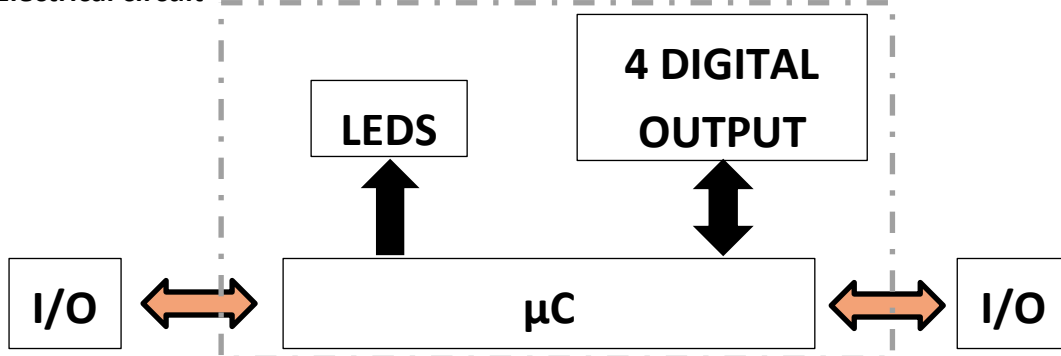 4 DIGITAL
OUTPUT
LEDS
I/O
µC
I/O